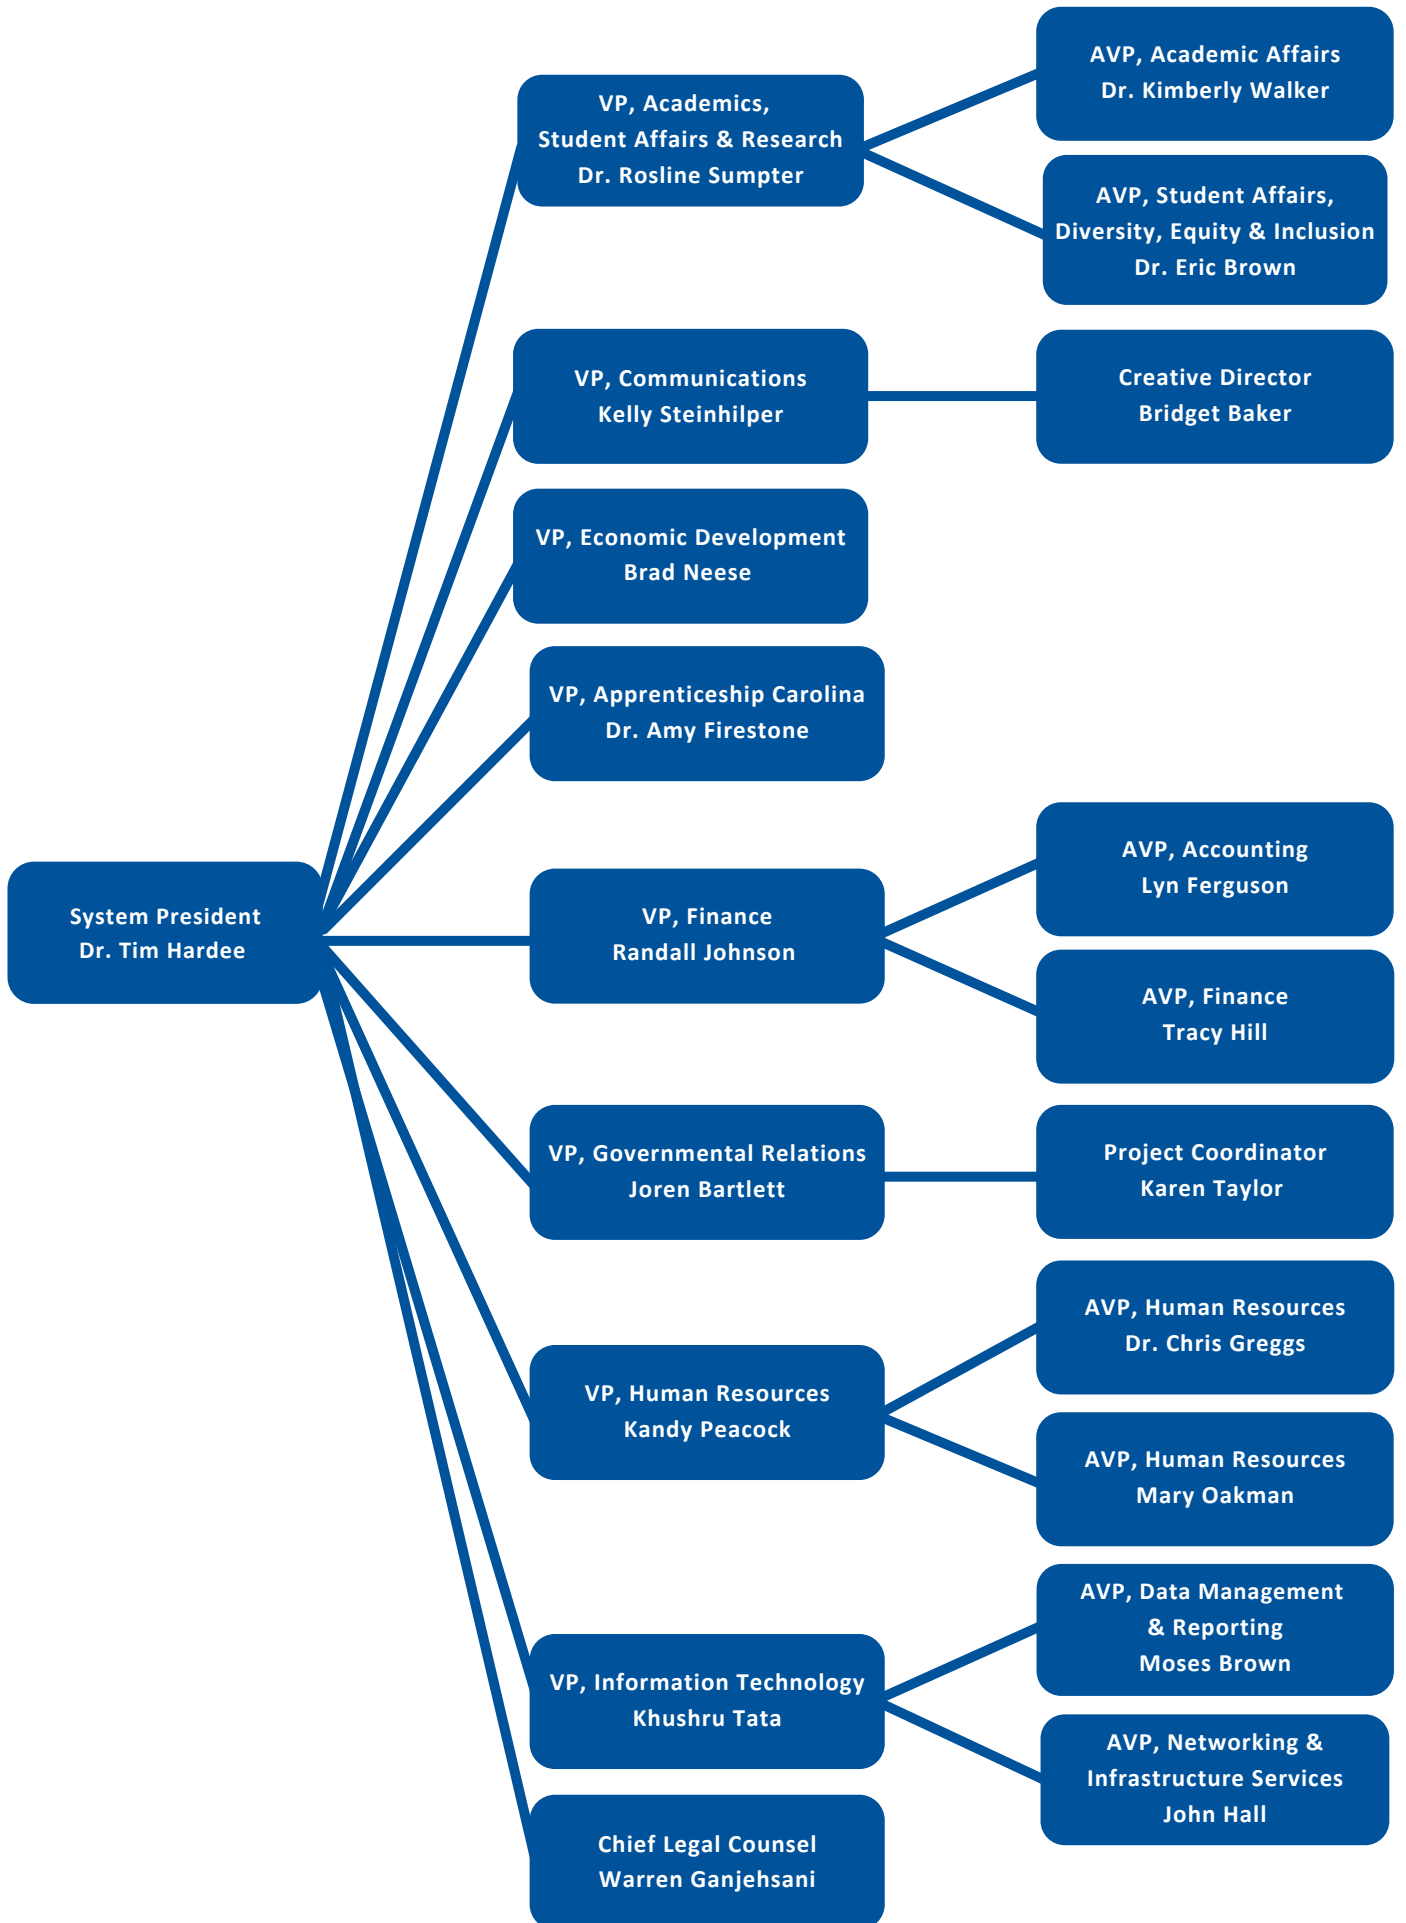 AVP, Academic Affairs
Dr. Kimberly Walker
VP, Academics,
Student Affairs & Research
Dr. Rosline Sumpter
AVP, Student Affairs,
Diversity, Equity & Inclusion
Dr. Eric Brown
VP, Communications
Kelly Steinhilper
Creative Director
Bridget Baker
VP, Economic Development
Brad Neese
VP, Apprenticeship Carolina
Dr. Amy Firestone
AVP, Accounting
Lyn Ferguson
System President
Dr. Tim Hardee
VP, Finance
Randall Johnson
AVP, Finance
Tracy Hill
VP, Governmental Relations
Joren Bartlett
Project Coordinator
Karen Taylor
AVP, Human Resources
Dr. Chris Greggs
VP, Human Resources
Kandy Peacock
AVP, Human Resources
Mary Oakman
AVP, Data Management
& Reporting
Moses Brown
VP, Information Technology
Khushru Tata
AVP, Networking &
Infrastructure Services
John Hall
Chief Legal Counsel
Warren Ganjehsani